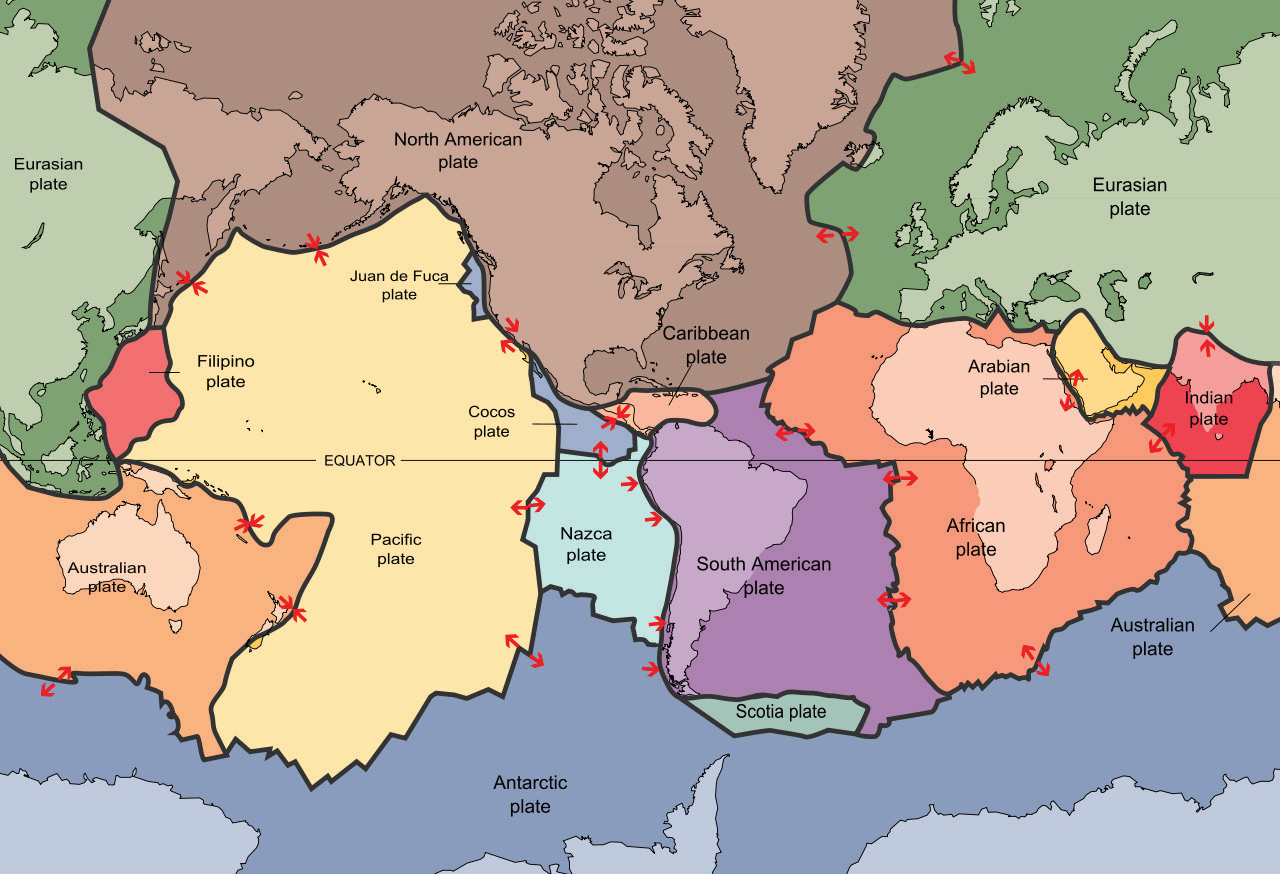 North American
plate
Eurasian
plate
Eurasian
plate
Juan de Fuca
plate
Caribbean
plate
Filipino
plate
Arabian
plate
Indian
plate
Cocos
plate
EQUATOR
Nazca
plate
African
plate
Pacific
plate
South American
plate
Australian
plate
Australian
plate
Scotia plate
Antarctic
plate